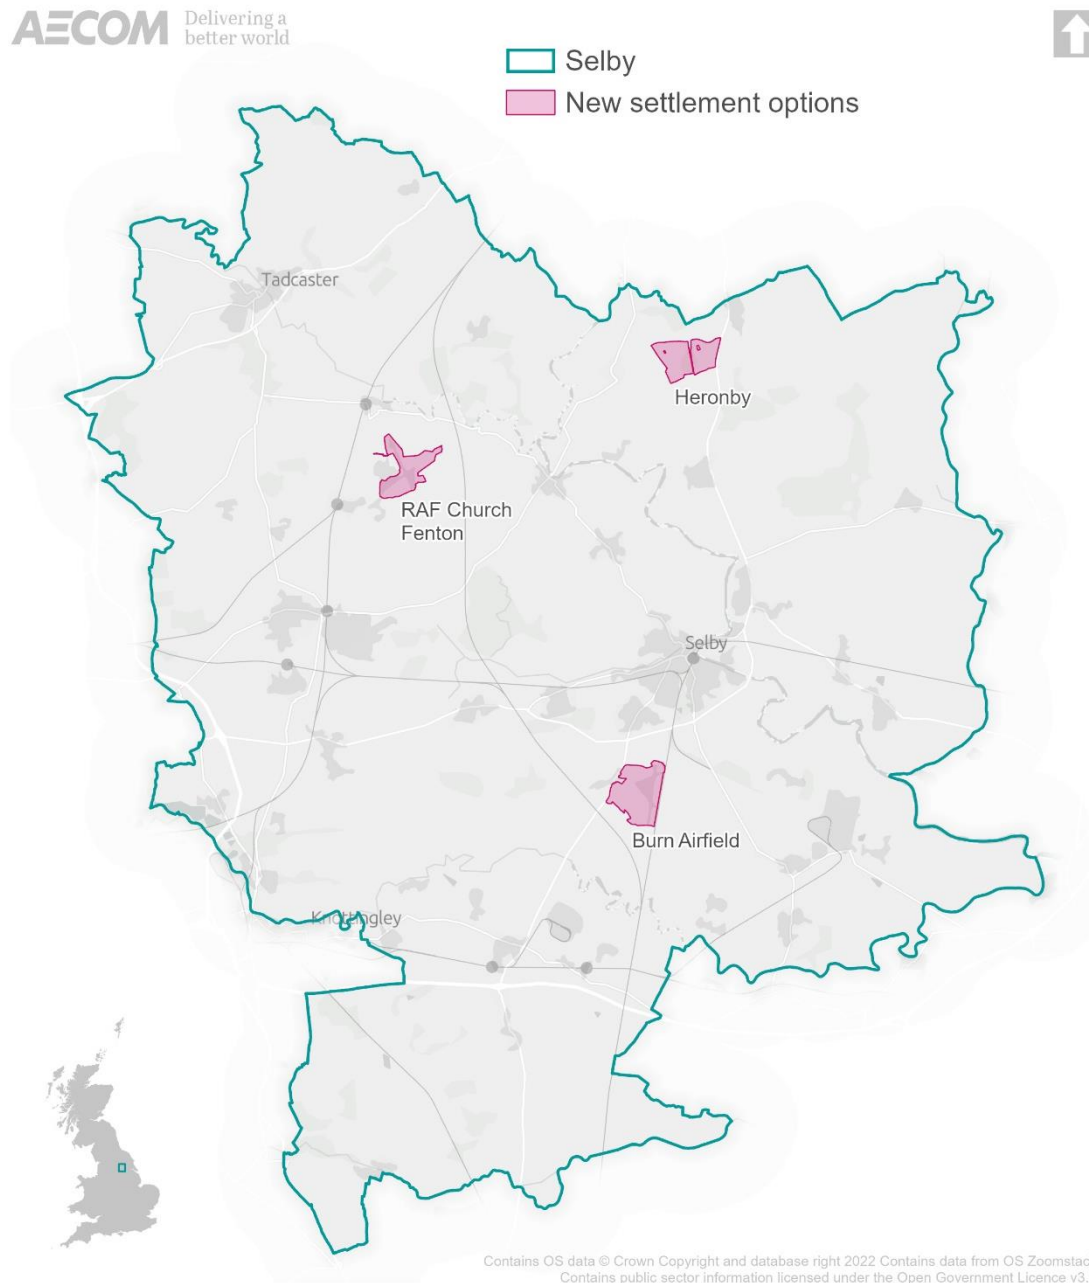 AECOM
Delivering a
better world
Selby
New settlement options
Tadcaster
Heronby
RAF Church
Fenton
Selby
Burn Airfield
Knottingley
Contains OS data © Crown Copyright and database right 2022 Contains data from OS Zoomstac
Contains public sector information licensed under the Open Government Licence v3.